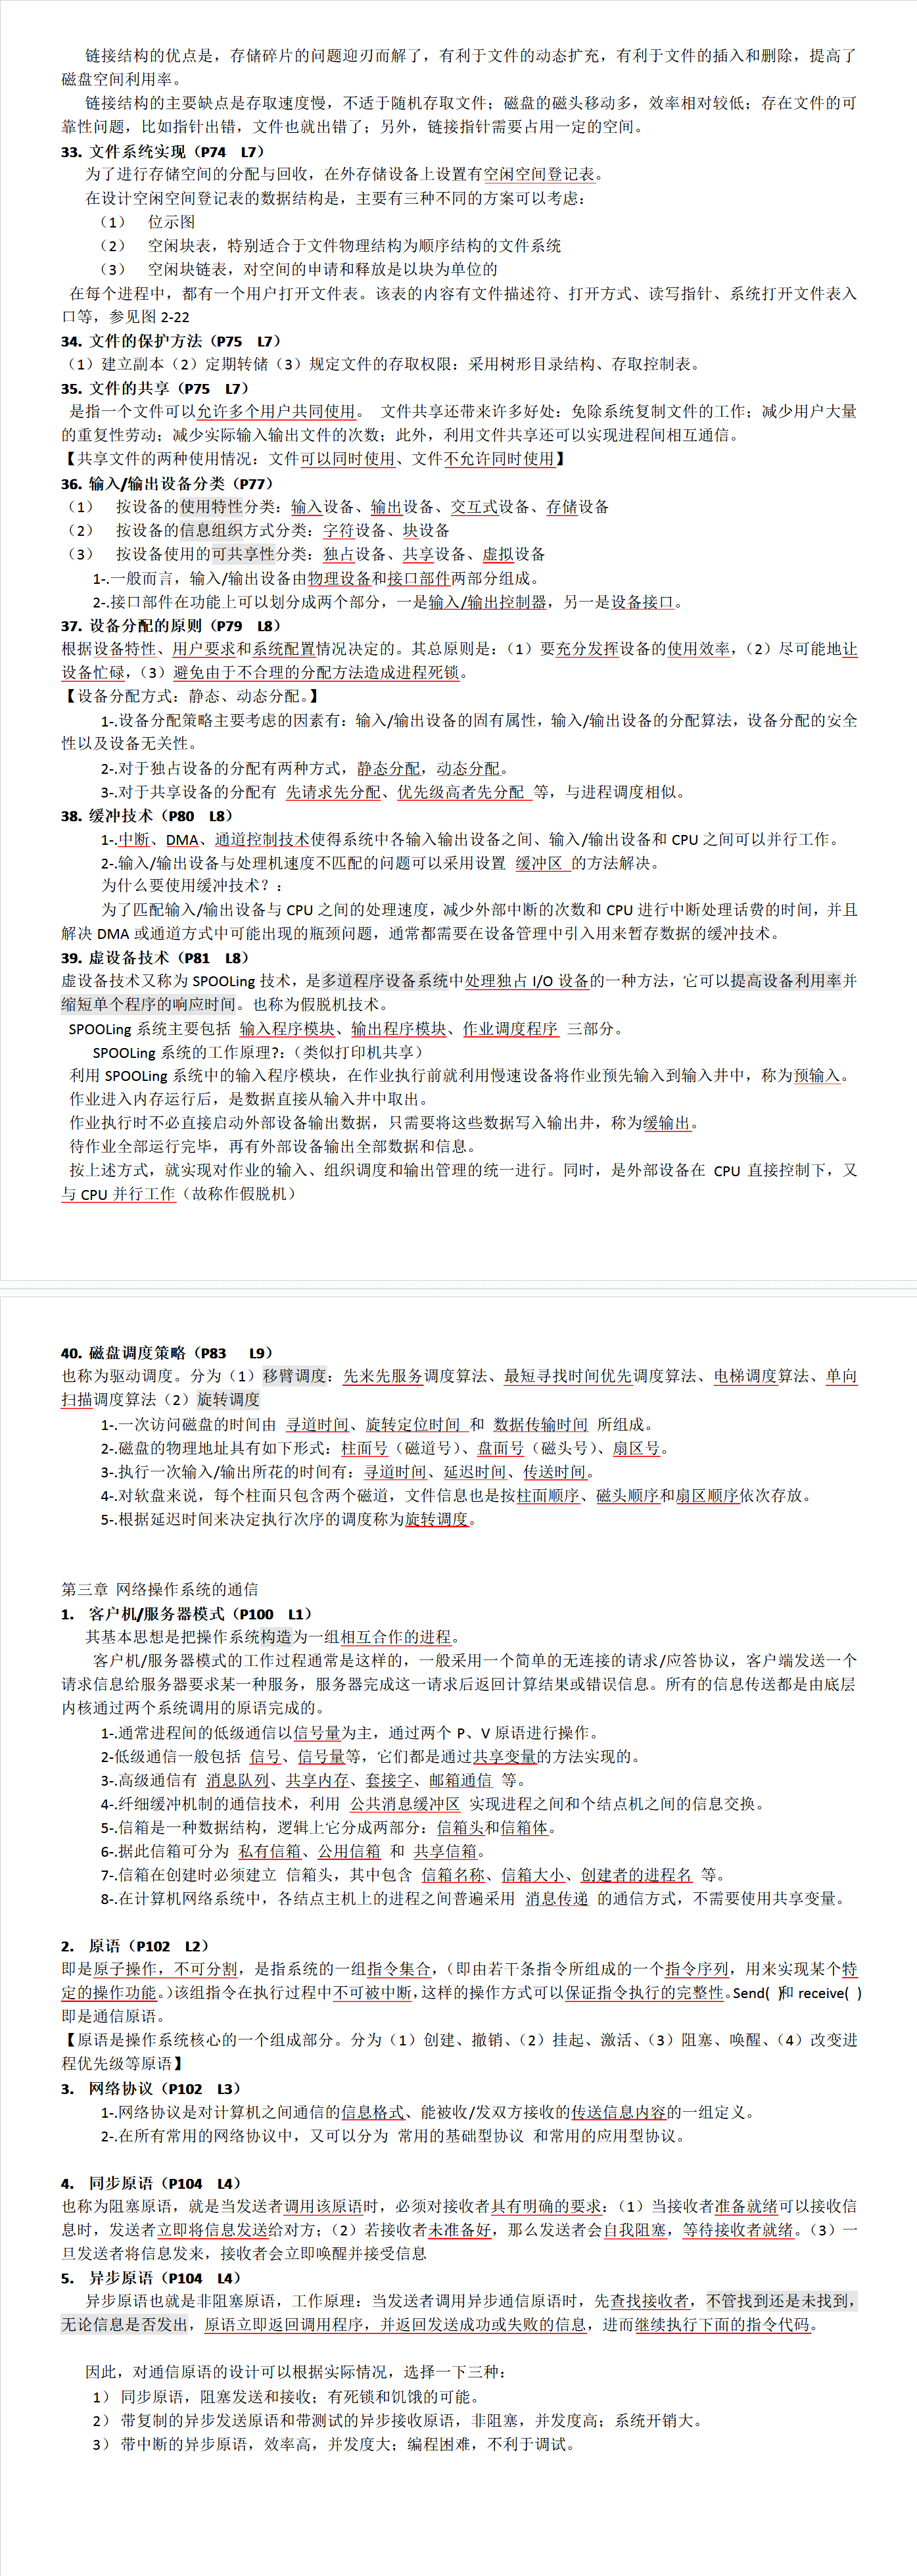 链接结构的优点是，存储碎片的问题迎刃而解了，有利于文件的动态扩充，有利于文件的插入和删除，提高了
磁盘空间利用率。
链接结构的主要缺点是存取速度慢，不适于随机存取文件；磁盘的磁头移动多，效率相对较低；存在文件的可
靠性问题，比如指针出错，文件也就出错了；另外，链接指针需要占用一定的空间。
33. 文件系统实现（P74 L7）
为了进行存储空间的分配与回收，在外存储设备上设置有空闲空间登记表。
在设计空闲空间登记表的数据结构是，主要有三种不同的方案可以考虑：
（1） 位示图
（2） 空闲块表，特别适合于文件物理结构为顺序结构的文件系统
（3） 空闲块链表，对空间的申请和释放是以块为单位的
在每个进程中，都有一个用户打开文件表。该表的内容有文件描述符、打开方式、读写指针、系统打开文件表入
口等，参见图 2-22
34. 文件的保护方法（P75 L7）
（1）建立副本（2）定期转储（3）规定文件的存取权限：采用树形目录结构、存取控制表。
35. 文件的共享（P75 L7）
是指一个文件可以允许多个用户共同使用。 文件共享还带来许多好处：免除系统复制文件的工作；减少用户大量
的重复性劳动；减少实际输入输出文件的次数；此外，利用文件共享还可以实现进程间相互通信。
【共享文件的两种使用情况：文件可以同时使用、文件不允许同时使用】
36. 输入/输出设备分类（P77）
（1） 按设备的使用特性分类：输入设备、输出设备、交互式设备、存储设备
（2） 按设备的信息组织方式分类：字符设备、块设备
（3） 按设备使用的可共享性分类：独占设备、共享设备、虚拟设备
1-.一般而言，输入/输出设备由物理设备和接口部件两部分组成。
2-.接口部件在功能上可以划分成两个部分，一是输入/输出控制器，另一是设备接口。
37. 设备分配的原则（P79 L8）
根据设备特性、用户要求和系统配置情况决定的。其总原则是：（1）要充分发挥设备的使用效率，（2）尽可能地让
设备忙碌，（3）避免由于不合理的分配方法造成进程死锁。
【设备分配方式：静态、动态分配。】
1-.设备分配策略主要考虑的因素有：输入/输出设备的固有属性，输入/输出设备的分配算法，设备分配的安全
性以及设备无关性。
2-.对于独占设备的分配有两种方式，静态分配，动态分配。
3-.对于共享设备的分配有 先请求先分配、优先级高者先分配 等，与进程调度相似。
38. 缓冲技术（P80 L8）
1-.中断、DMA、通道控制技术使得系统中各输入输出设备之间、输入/输出设备和 CPU 之间可以并行工作。
2-.输入/输出设备与处理机速度不匹配的问题可以采用设置 缓冲区 的方法解决。
为什么要使用缓冲技术？：
为了匹配输入/输出设备与 CPU 之间的处理速度，减少外部中断的次数和 CPU 进行中断处理话费的时间，并且
解决 DMA 或通道方式中可能出现的瓶颈问题，通常都需要在设备管理中引入用来暂存数据的缓冲技术。
39. 虚设备技术（P81 L8）
虚设备技术又称为 SPOOLing 技术，是多道程序设备系统中处理独占 I/O 设备的一种方法，它可以提高设备利用率并
缩短单个程序的响应时间。也称为假脱机技术。
SPOOLing 系统主要包括 输入程序模块、输出程序模块、作业调度程序 三部分。
SPOOLing 系统的工作原理?：（类似打印机共享）
利用 SPOOLing 系统中的输入程序模块，在作业执行前就利用慢速设备将作业预先输入到输入井中，称为预输入。
作业进入内存运行后，是数据直接从输入井中取出。
作业执行时不必直接启动外部设备输出数据，只需要将这些数据写入输出井，称为缓输出。
待作业全部运行完毕，再有外部设备输出全部数据和信息。
按上述方式，就实现对作业的输入、组织调度和输出管理的统一进行。同时，是外部设备在 CPU 直接控制下，又
与 CPU 并行工作（故称作假脱机）
40. 磁盘调度策略（P83 L9）
也称为驱动调度。分为（1）移臂调度：先来先服务调度算法、最短寻找时间优先调度算法、电梯调度算法、单向
扫描调度算法（2）旋转调度
1-.一次访问磁盘的时间由 寻道时间、旋转定位时间 和 数据传输时间 所组成。
2-.磁盘的物理地址具有如下形式：柱面号（磁道号）、盘面号（磁头号）、扇区号。
3-.执行一次输入/输出所花的时间有：寻道时间、延迟时间、传送时间。
4-.对软盘来说，每个柱面只包含两个磁道，文件信息也是按柱面顺序、磁头顺序和扇区顺序依次存放。
5-.根据延迟时间来决定执行次序的调度称为旋转调度。
第三章 网络操作系统的通信
1. 客户机/服务器模式（P100 L1）
其基本思想是把操作系统构造为一组相互合作的进程。
客户机/服务器模式的工作过程通常是这样的，一般采用一个简单的无连接的请求/应答协议，客户端发送一个
请求信息给服务器要求某一种服务，服务器完成这一请求后返回计算结果或错误信息。所有的信息传送都是由底层
内核通过两个系统调用的原语完成的。
1-.通常进程间的低级通信以信号量为主，通过两个 P、V 原语进行操作。
2-低级通信一般包括 信号、信号量等，它们都是通过共享变量的方法实现的。
3-.高级通信有 消息队列、共享内存、套接字、邮箱通信 等。
4-.纤细缓冲机制的通信技术，利用 公共消息缓冲区 实现进程之间和个结点机之间的信息交换。
5-.信箱是一种数据结构，逻辑上它分成两部分：信箱头和信箱体。
6-.据此信箱可分为 私有信箱、公用信箱 和 共享信箱。
7-.信箱在创建时必须建立 信箱头，其中包含 信箱名称、信箱大小、创建者的进程名 等。
8-.在计算机网络系统中，各结点主机上的进程之间普遍采用 消息传递 的通信方式，不需要使用共享变量。
2. 原语（P102 L2）
即是原子操作，不可分割，是指系统的一组指令集合，（即由若干条指令所组成的一个指令序列，用来实现某个特
定的操作功能。）该组指令在执行过程中不可被中断，这样的操作方式可以保证指令执行的完整性。Send( )和 receive( )
即是通信原语。
【原语是操作系统核心的一个组成部分。分为（1）创建、撤销、（2）挂起、激活、（3）阻塞、唤醒、（4）改变进
程优先级等原语】
3. 网络协议（P102 L3）
1-.网络协议是对计算机之间通信的信息格式、能被收/发双方接收的传送信息内容的一组定义。
2-.在所有常用的网络协议中，又可以分为 常用的基础型协议 和常用的应用型协议。
4. 同步原语（P104 L4）
也称为阻塞原语，就是当发送者调用该原语时，必须对接收者具有明确的要求：（1）当接收者准备就绪可以接收信
息时，发送者立即将信息发送给对方；（2）若接收者未准备好，那么发送者会自我阻塞，等待接收者就绪。（3）一
旦发送者将信息发来，接收者会立即唤醒并接受信息
5. 异步原语（P104 L4）
异步原语也就是非阻塞原语，工作原理：当发送者调用异步通信原语时，先查找接收者，不管找到还是未找到，
无论信息是否发出，原语立即返回调用程序，并返回发送成功或失败的信息，进而继续执行下面的指令代码。
因此，对通信原语的设计可以根据实际情况，选择一下三种：
1） 同步原语，阻塞发送和接收；有死锁和饥饿的可能。
2） 带复制的异步发送原语和带测试的异步接收原语，非阻塞，并发度高；系统开销大。
3） 带中断的异步原语，效率高，并发度大；编程困难，不利于调试。